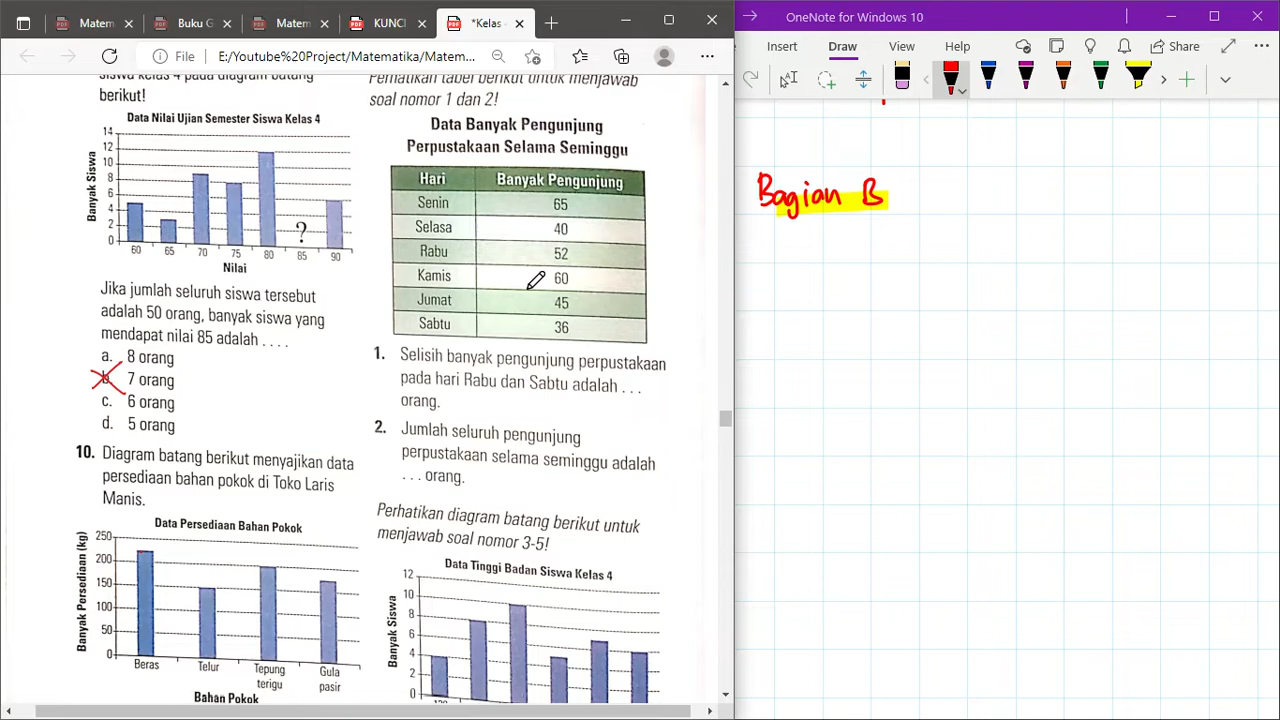 Matem
Buku G
Matem
KUNCI
*Kelas
File
E:/Youtube%20Project/Matematika/Matem...
OneNote for Windows 10
Insert
Draw
View
Help
Share
siswa kelas 4 pada diagram batang
berikut!
Data Nilai Ujian Semester Siswa Kelas 4
Banyak Siswa
14
12
10
8
6
4
2
0
60 65 70 75 80 85 90
?
Nilai
Jika jumlah seluruh siswa tersebut
adalah 50 orang, banyak siswa yang
mendapat nilai 85 adalah . . . .
a. 8 orang
b. 7 orang
c. 6 orang
d. 5 orang
10. Diagram batang berikut menyajikan data
persediaan bahan pokok di Toko Laris
Manis.
Data Persediaan Bahan Pokok
Banyak Persediaan (kg)
250
200
150
100
50
0
Beras Telur Tepung terigu Gula pasir
Bahan Pokok
Perhatikan tabel berikut untuk menjawab
soal nomor 1 dan 2!
Data Banyak Pengunjung
Perpustakaan Selama Seminggu
Hari Banyak Pengunjung
Senin 65
Selasa 40
Rabu 52
Kamis 60
Jumat 45
Sabtu 36
1. Selisih banyak pengunjung perpustakaan
pada hari Rabu dan Sabtu adalah . . .
orang.
2. Jumlah seluruh pengunjung
perpustakaan selama seminggu adalah
. . . orang.
Perhatikan diagram batang berikut untuk
menjawab soal nomor 3-5!
Data Tinggi Badan Siswa Kelas 4
Banyak Siswa
12
10
8
6
4
2
0
Bagian B